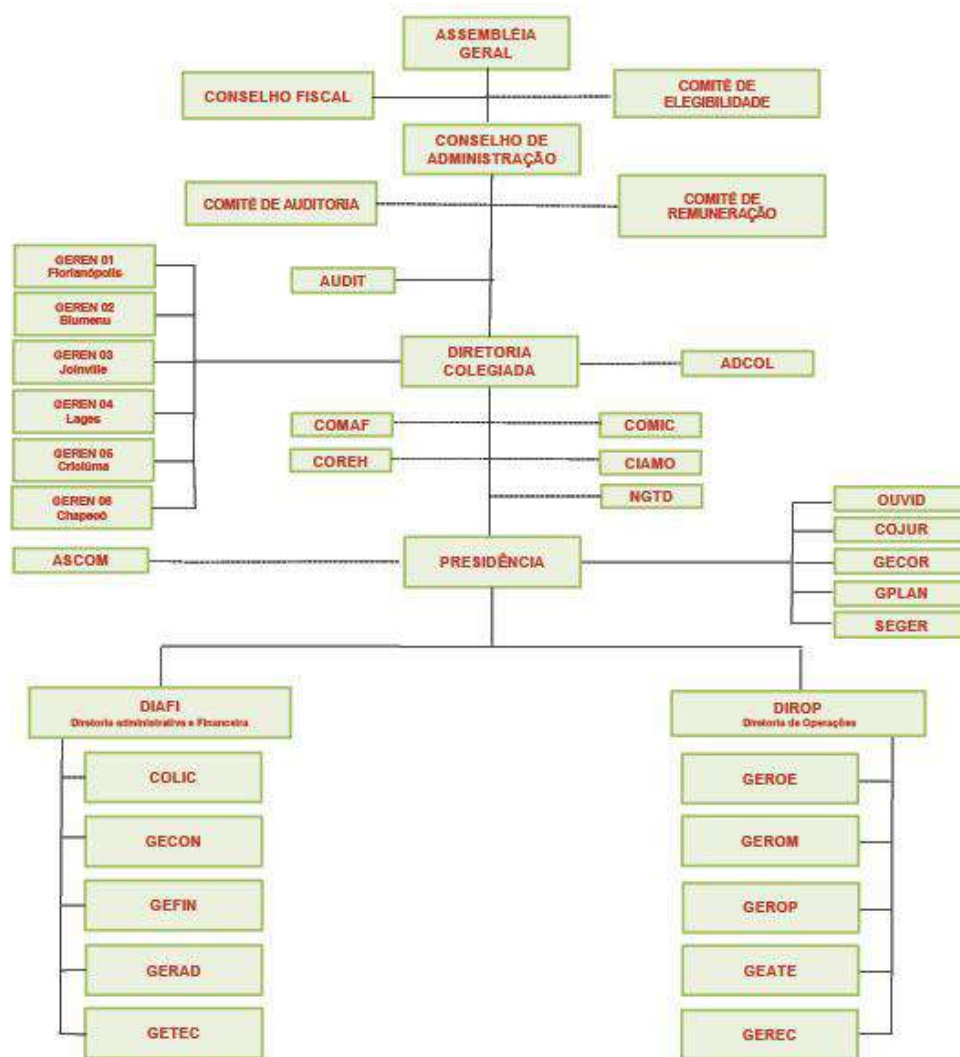 ASSEMBLÉIA
GERAL
CONSELHO FISCAL
COMITÊ DE
ELEGIBILIDADE
CONSELHO DE
ADMINISTRAÇÃO
COMITÊ DE AUDITORIA
COMITÊ DE
REMUNERAÇÃO
AUDIT
GEREN 01
Florianópolis
GEREN 02
Blumenu
GEREN 03
Joinville
GEREN 04
Lages
GEREN 05
Criciúma
GEREN 06
Chapecó
DIRETORIA
COLEGIADA
ADCOL
COMAF
COMIC
COREH
CIAMO
NGTD
ASCOM
PRESIDÊNCIA
OUVID
COJUR
GECOR
GPLAN
SEGER
DIAFI
Diretoria administrativa e Financeira
COLIC
GECON
GEFIN
GERAD
GETEC
DIROP
Diretoria de Operações
GEROE
GEROM
GEROP
GEATE
GEREC